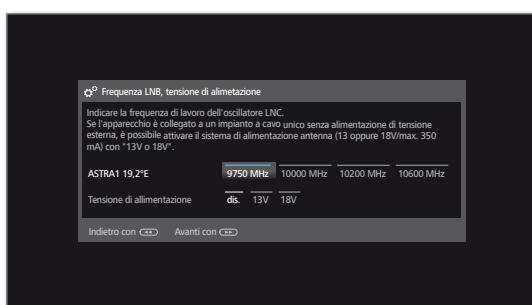 Frequenza LNB, tensione di alimetazione
Indicare la frequenza di lavoro dell'oscillatore LNC.
Se l'apparecchio è collegato a un impianto a cavo unico senza alimentazione di tensione
esterna, è possibile attivare il sistema di alimentazione antenna (13 oppure 18V/max. 350
mA) con "13V o 18V".
ASTRA1 19,2°E 9750 MHz 10000 MHz 10200 MHz 10600 MHz
Tensione di allimentazione dis. 13V 18V
Indietro con Avanti con